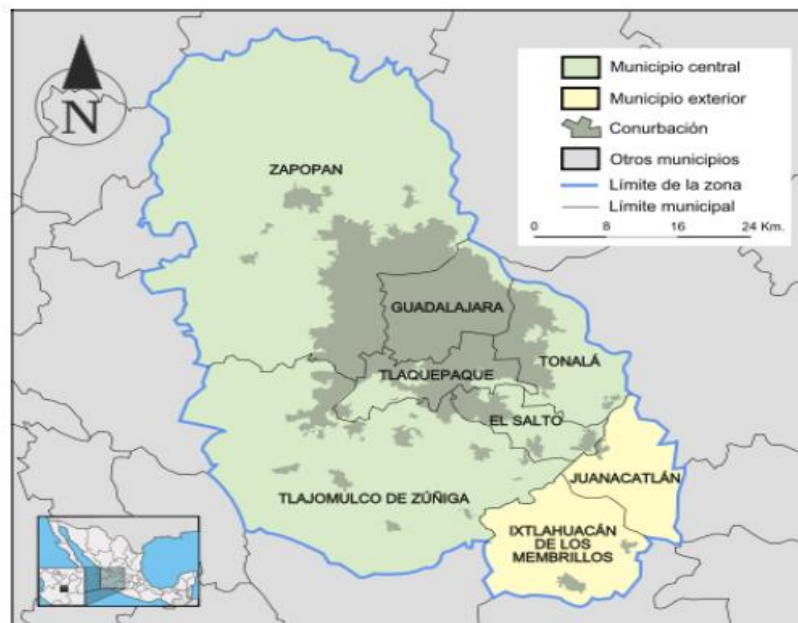 N
Municipio central
Municipio exterior
Conurbación
Otros municipios
Límite de la zona
Límite municipal
0 8 16 24 Km.
ZAPOPAN
GUADALAJARA
TONALÁ
TLAQUEPAQUE
EL SALTO
JUANACATLÁN
TLAJOMULCO DE ZÚÑIGA
IXTLAHUACÁN
DE LOS
MEMBRILLOS